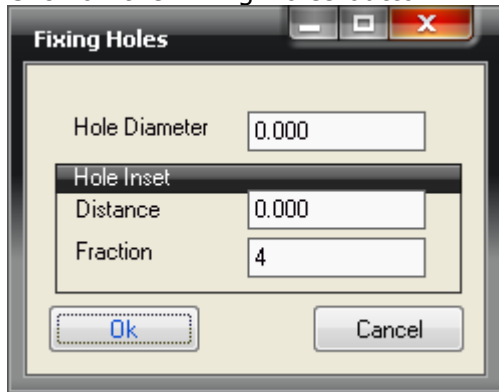 Fixing Holes
Hole Diameter 0.000
Hole Inset
Distance 0.000
Fraction 4
Ok Cancel